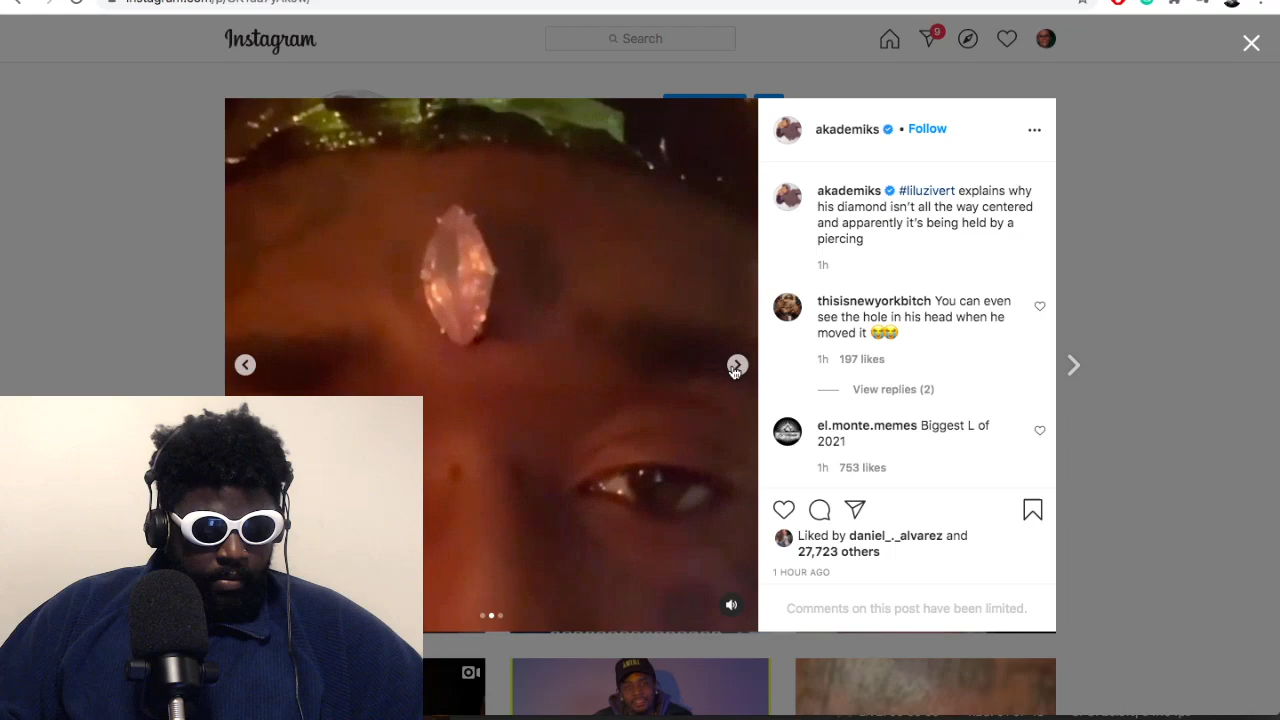 Instagram
Search
9
akademiks • Follow
akademiks #liluzivert explains why
his diamond isn't all the way centered
and apparently it's being held by a
piercing
1h
thisisnewyorkbitch You can even
see the hole in his head when he
moved it 😭😭
1h 197 likes
View replies (2)
el.monte.memes Biggest L of
2021
1h 753 likes
Liked by daniel_._alvarez and
27,723 others
1 HOUR AGO
Comments on this post have been limited.